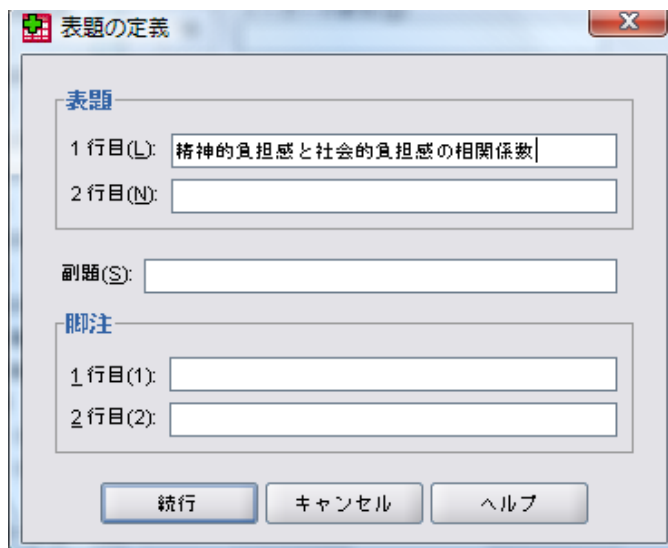 表題の定義
表題
1 行目(L): 精神的負担感と社会的負担感の相関係数
2 行目(N):
副題(S):
脚注
1 行目(1):
2 行目(2):
続行 キャンセル ヘルプ